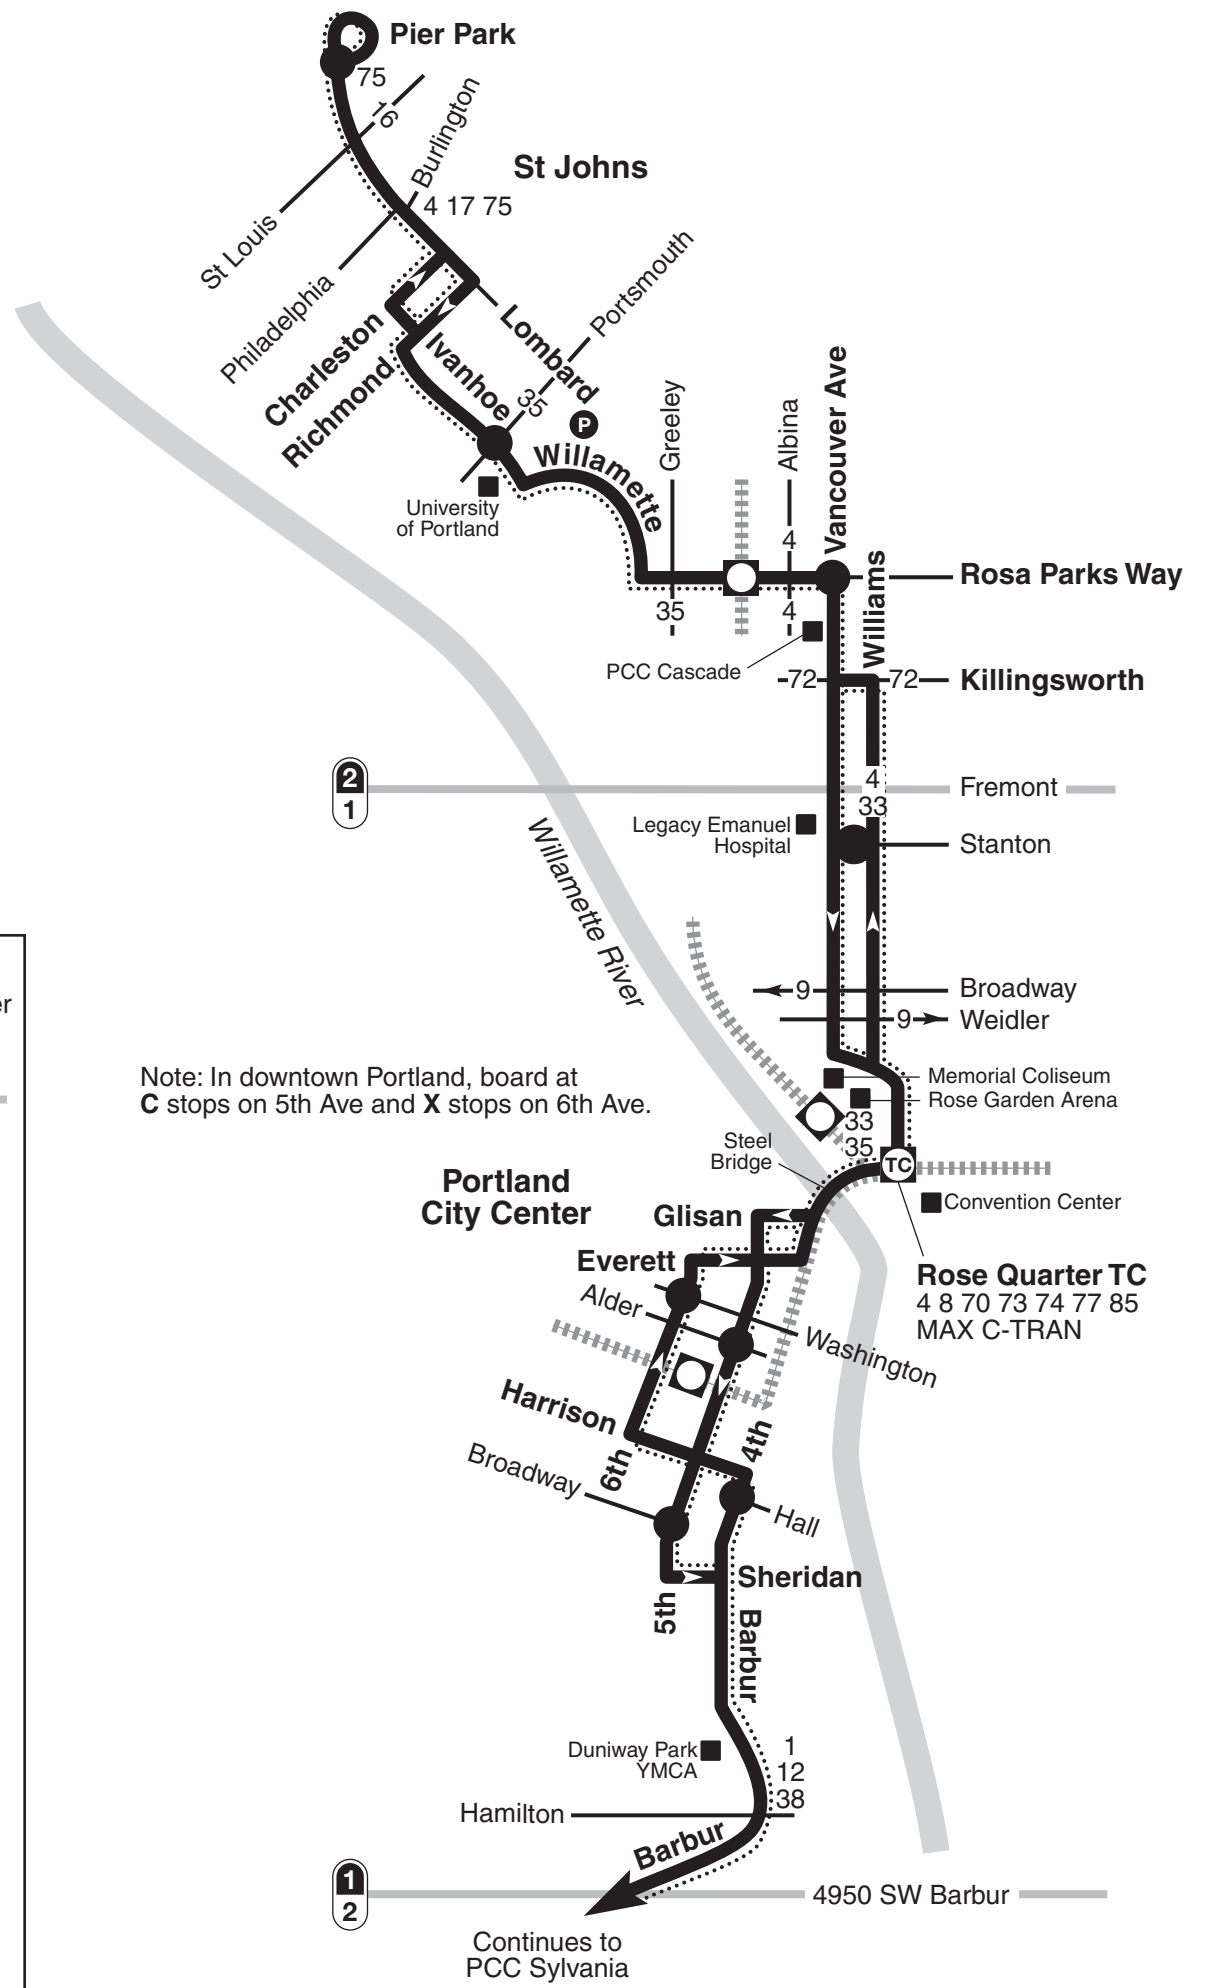 Pier Park
75
16
Burlington
St Johns
4 17 75
St Louis
Philadelphia
Portsmouth
Charleston
Richmond
Ivanhoe
Lombard
35
P
Willamette
University
of Portland
Greeley
Albina
Vancouver Ave
4
Williams
Rosa Parks Way
35
4
PCC Cascade
72
72
Killingsworth
2
1
4
33
Fremont
Legacy Emanuel
Hospital
Stanton
Willamette River
9
Broadway
9
Weidler
er
Note: In downtown Portland, board at
C stops on 5th Ave and X stops on 6th Ave.
Memorial Coliseum
Rose Garden Arena
33
35
Steel
Bridge
TC
Convention Center
Portland
City Center
Glisan
Everett
Alder
Washington
Rose Quarter TC
4 8 70 73 74 77 85
MAX C-TRAN
Harrison
6th
4th
Broadway
Hall
Sheridan
5th
Barbur
Duniway Park
YMCA
1
12
38
Hamilton
Barbur
1
2
4950 SW Barbur
Continues to
PCC Sylvania